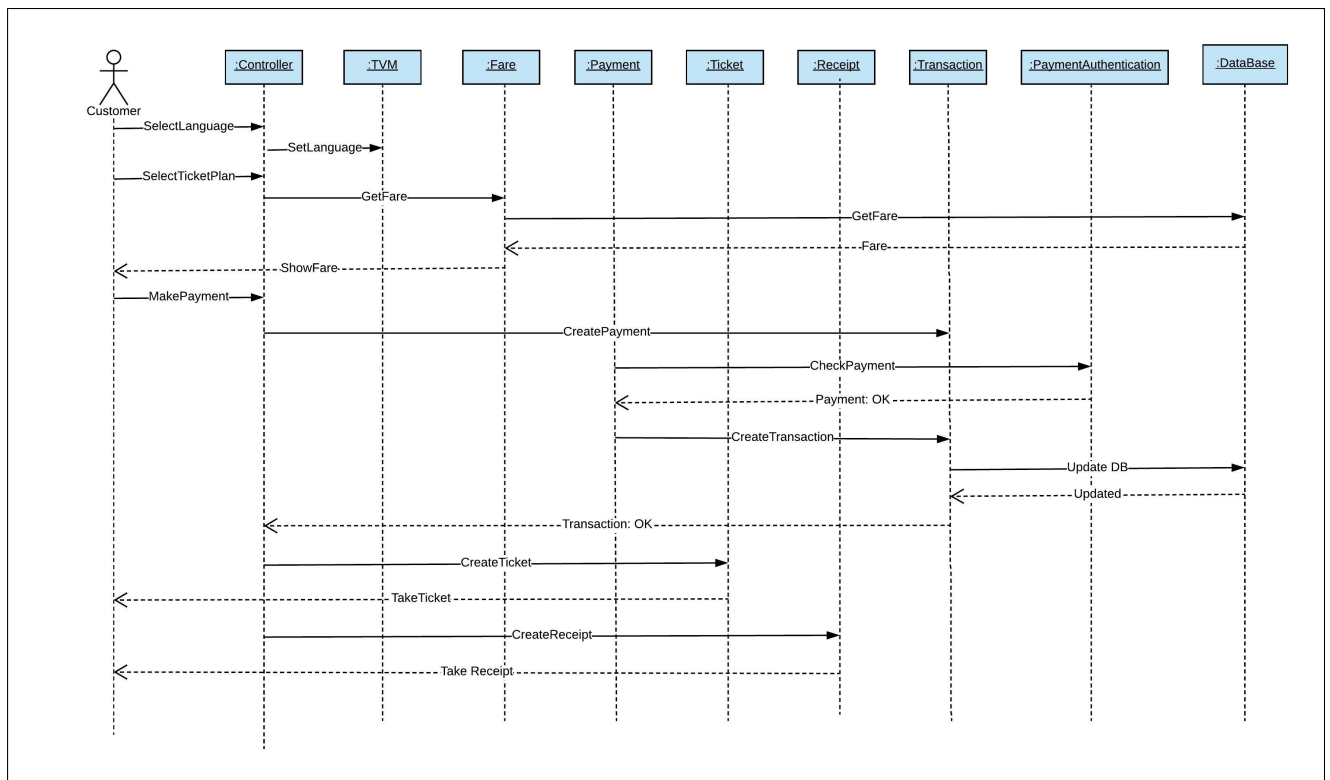 :Controller
:TVM
:Fare
:Payment
:Ticket
:Receipt
:Transaction
:PaymentAuthentication
:DataBase
Customer
SelectLanguage
SetLanguage
SelectTicketPlan
GetFare
GetFare
Fare
ShowFare
MakePayment
CreatePayment
CheckPayment
Payment: OK
CreateTransaction
Update DB
Updated
Transaction: OK
CreateTicket
TakeTicket
CreateReceipt
Take Receipt